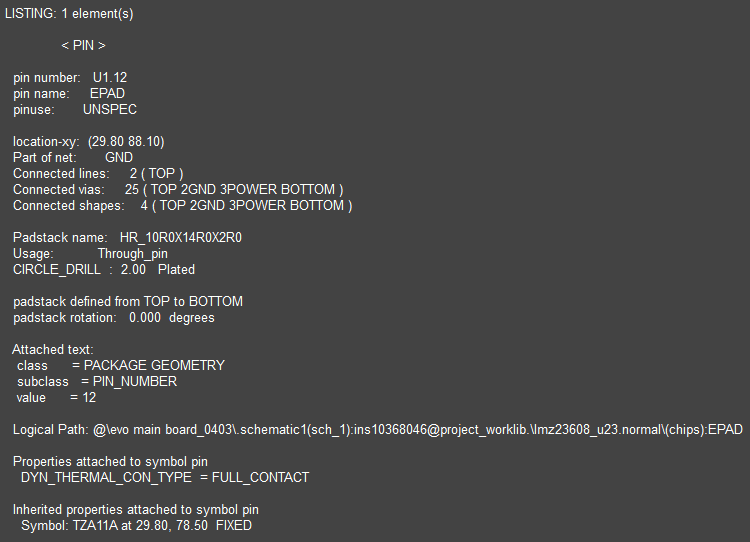 LISTING: 1 element(s)
< PIN >
pin number: U1.12
pin name: EPAD
pinuse: UNSPEC
location-xy: (29.80 88.10)
Part of net: GND
Connected lines: 2 ( TOP )
Connected vias: 25 ( TOP 2GND 3POWER BOTTOM )
Connected shapes: 4 ( TOP 2GND 3POWER BOTTOM )
Padstack name: HR_10R0X14R0X2R0
Usage: Through_pin
CIRCLE_DRILL : 2.00 Plated
padstack defined from TOP to BOTTOM
padstack rotation: 0.000 degrees
Attached text:
class = PACKAGE GEOMETRY
subclass = PIN_NUMBER
value = 12
Logical Path: @\evo main board_0403\.schematic1(sch_1):ins10368046@project_worklib.\lmz23608_u23.normal\(chips):EPAD
Properties attached to symbol pin
DYN_THERMAL_CON_TYPE = FULL_CONTACT
Inherited properties attached to symbol pin
Symbol: TZA11A at 29.80, 78.50 FIXED